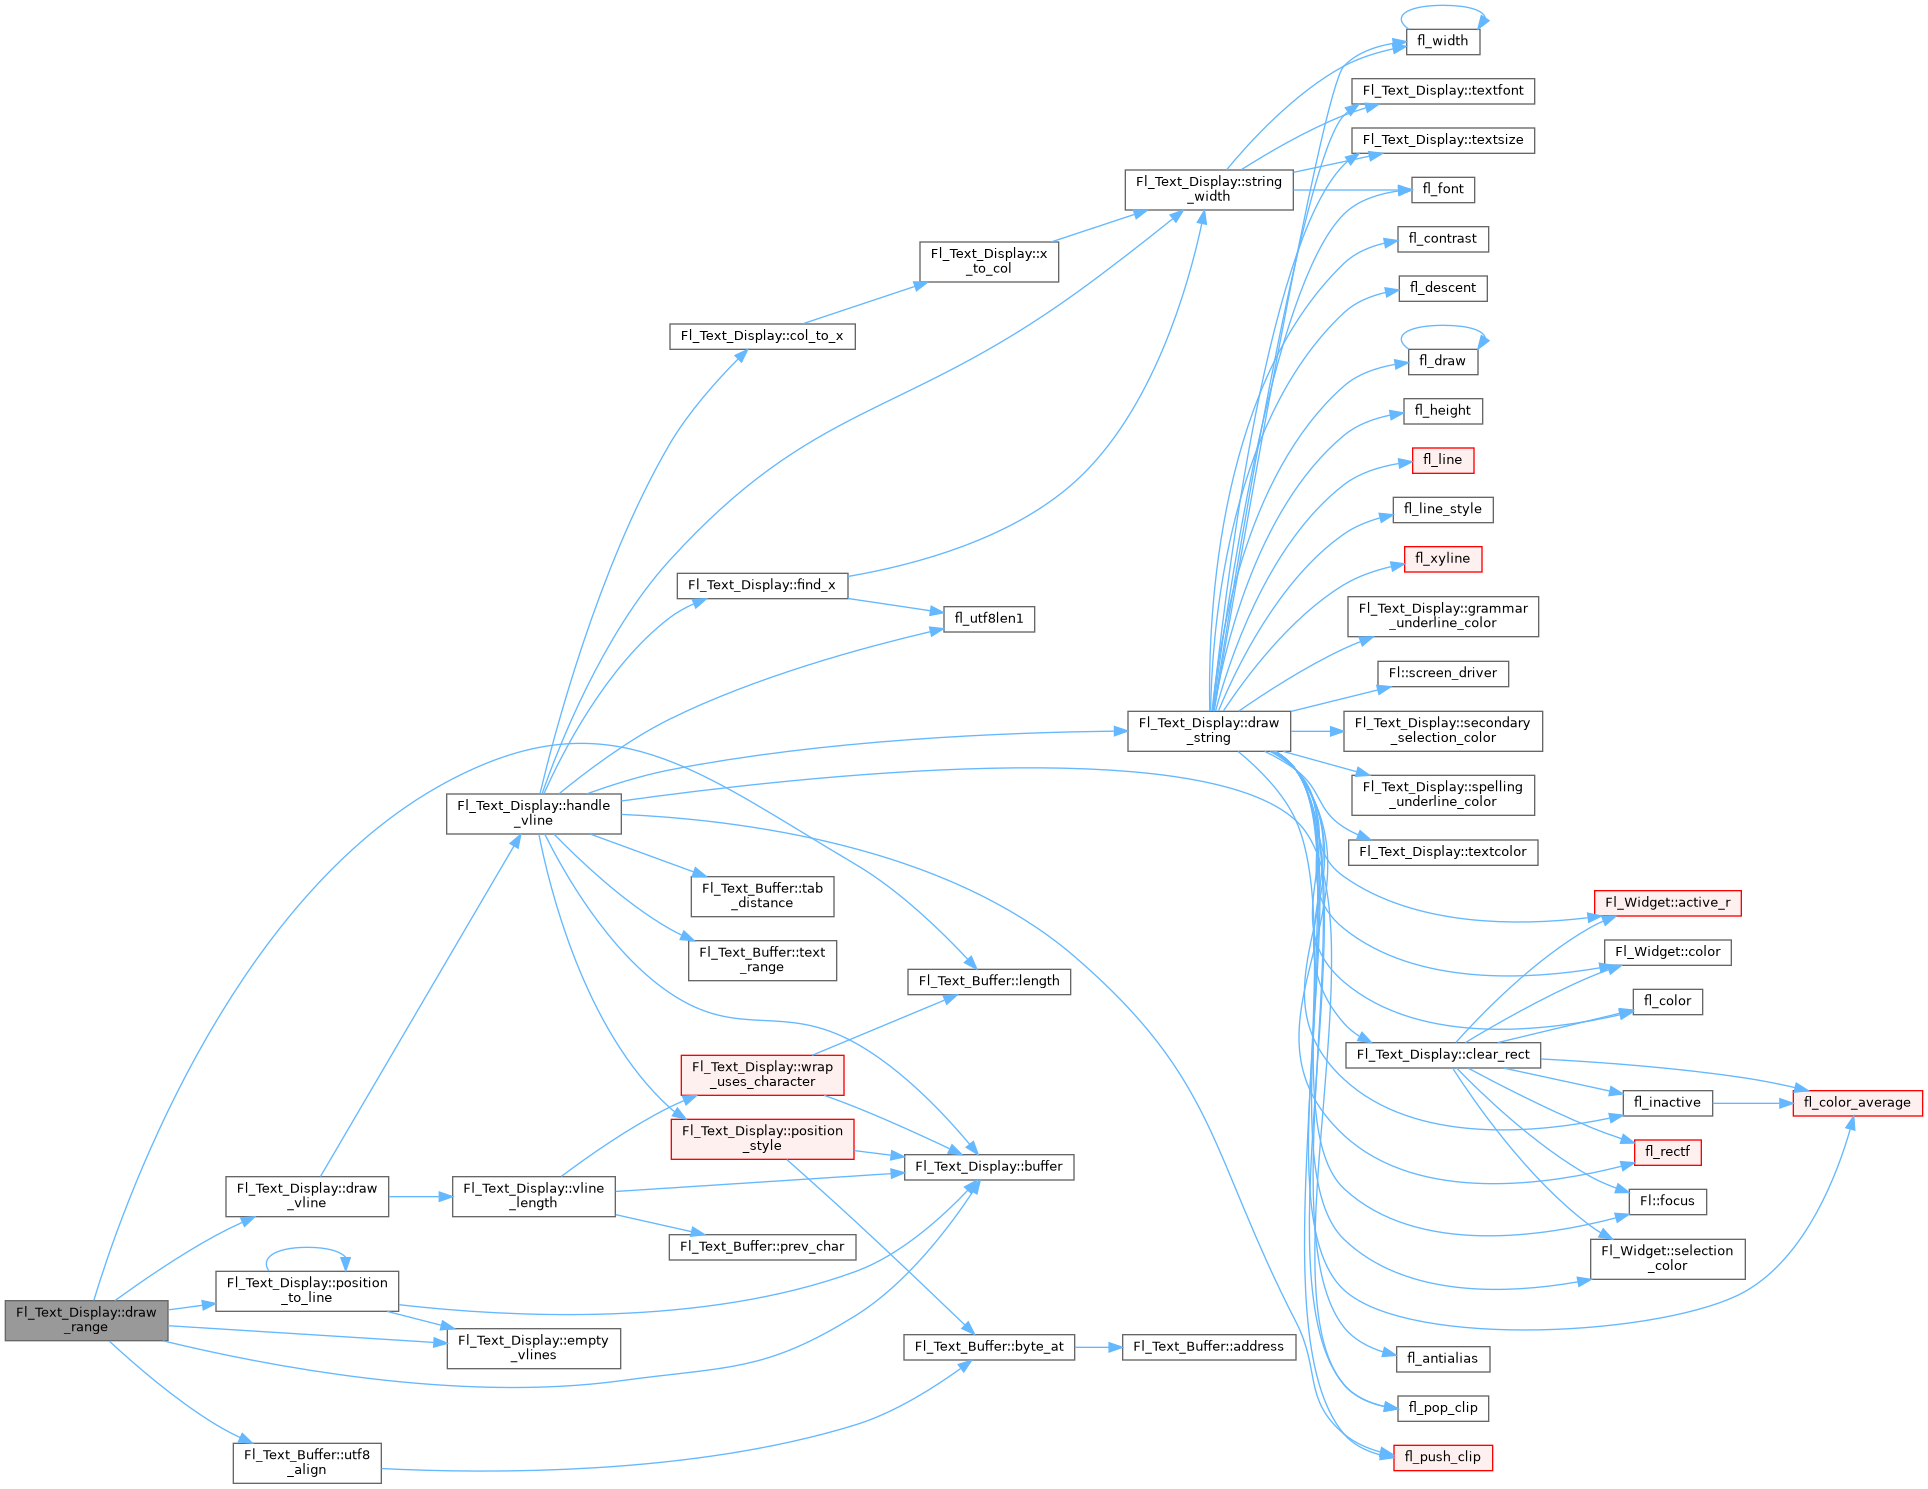 Fl_Text_Display::draw
_range
Fl_Text_Display::draw
_vline
Fl_Text_Display::position
_to_line
Fl_Text_Buffer::utf8
_align
Fl_Text_Display::handle
_vline
Fl_Text_Display::vline
_length
Fl_Text_Display::empty
_vlines
Fl_Text_Display::col_to_x
Fl_Text_Display::find_x
Fl_Text_Buffer::tab
_distance
Fl_Text_Buffer::text
_range
Fl_Text_Display::wrap
_uses_character
Fl_Text_Display::position
_style
Fl_Text_Buffer::prev_char
Fl_Text_Display::x
_to_col
fl_utf8len1
Fl_Text_Buffer::length
Fl_Text_Display::buffer
Fl_Text_Buffer::byte_at
Fl_Text_Display::string
_width
Fl_Text_Display::draw
_string
Fl_Text_Buffer::address
fl_width
Fl_Text_Display::textfont
Fl_Text_Display::textsize
fl_font
fl_contrast
fl_descent
fl_draw
fl_height
fl_line
fl_line_style
fl_xyline
Fl_Text_Display::grammar
_underline_color
Fl::screen_driver
Fl_Text_Display::secondary
_selection_color
Fl_Text_Display::spelling
_underline_color
Fl_Text_Display::textcolor
Fl_Text_Display::clear_rect
fl_antialias
fl_pop_clip
fl_push_clip
Fl_Widget::active_r
Fl_Widget::color
fl_color
fl_inactive
fl_rectf
Fl::focus
Fl_Widget::selection
_color
fl_color_average